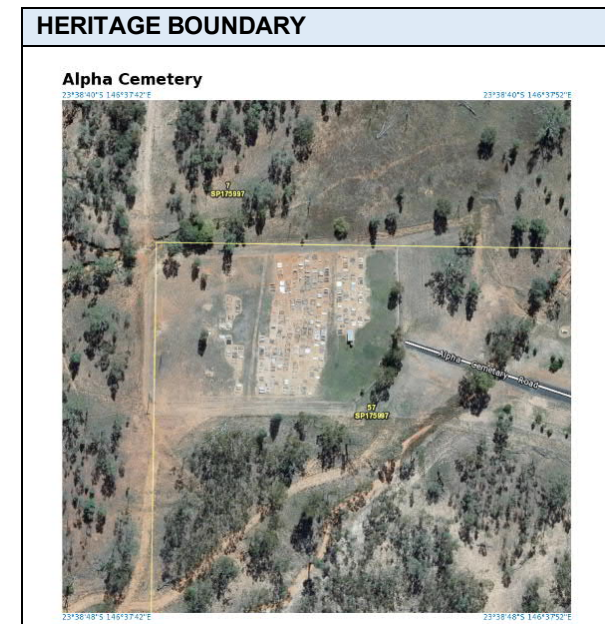 HERITAGE BOUNDARY
Alpha Cemetery
23°38'40"S 146°37'42"E
23°38'40"S 146°37'52"E
7
SP175997
Alpha Cemetery Road
57
SP175997
23°38'48"S 146°37'42"E
23°38'48"S 146°37'52"E